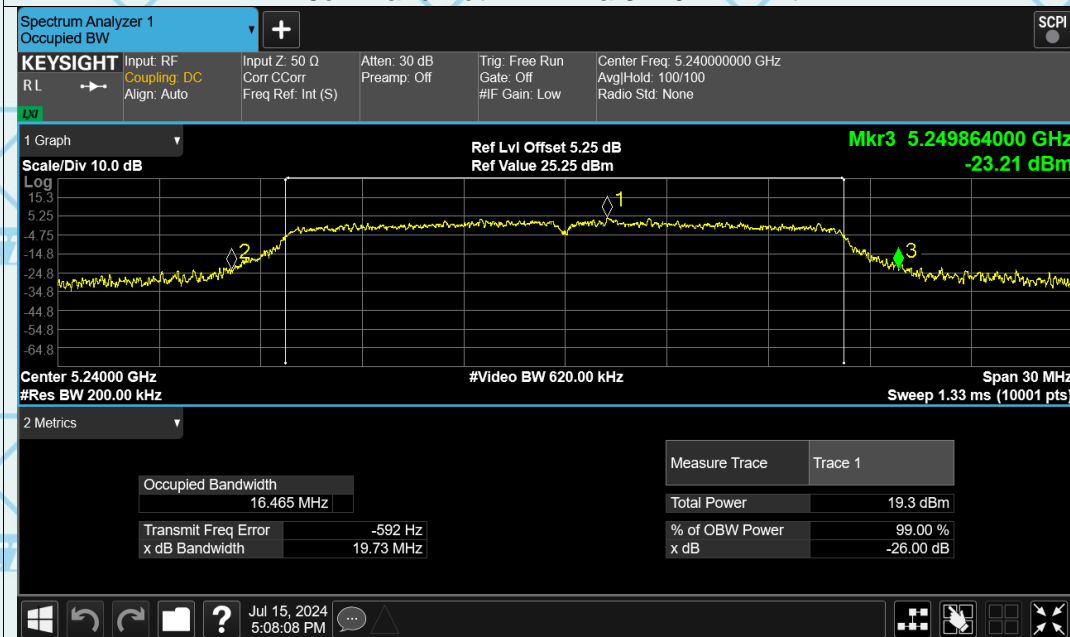 Spectrum Analyzer 1
Occupied BW
+
SCPI
KEYSIGHT
R L
LXI
Input: RF
Coupling: DC
Align: Auto
Input Z: 50 Ω
Corr CCorr
Freq Ref: Int (S)
Atten: 30 dB
Preamp: Off
Trig: Free Run
Gate: Off
#IF Gain: Low
Center Freq: 5.240000000 GHz
Avg|Hold: 100/100
Radio Std: None
1 Graph
Scale/Div 10.0 dB
Ref Lvl Offset 5.25 dB
Ref Value 25.25 dBm
Mkr3 5.249864000 GHz
-23.21 dBm
Log
15.3
5.25
-4.75
-14.8
-24.8
-34.8
-44.8
-54.8
-64.8
1
2
3
Center 5.24000 GHz
#Video BW 620.00 kHz
Span 30 MHz
#Res BW 200.00 kHz
Sweep 1.33 ms (10001 pts)
2 Metrics
Occupied Bandwidth
16.465 MHz
Transmit Freq Error -592 Hz
x dB Bandwidth 19.73 MHz
Measure Trace Trace 1
Total Power 19.3 dBm
% of OBW Power 99.00 %
x dB -26.00 dB
?
Jul 15, 2024
5:08:08 PM